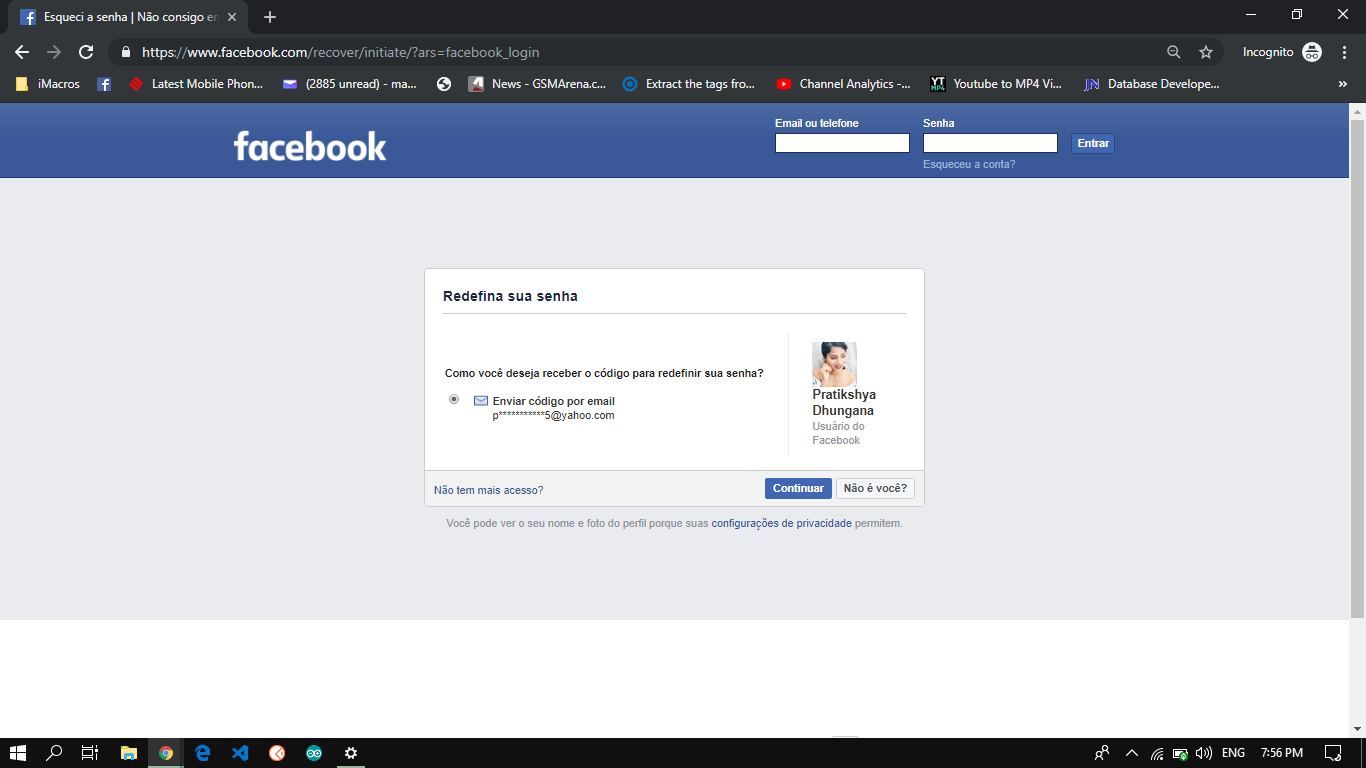 Esqueci a senha | Não consigo en
https://www.facebook.com/recover/initiate/?ars=facebook_login
Incognito
iMacros
Latest Mobile Phon...
(2885 unread) - ma...
News - GSMArena.c...
Extract the tags fro...
Channel Analytics -...
YT MP4
Youtube to MP4 Vi...
Database Develope...
»
facebook
Email ou telefone
Senha
Entrar
Esqueceu a conta?
Redefina sua senha
Como você deseja receber o código para redefinir sua senha?
Enviar código por email
p***********5@yahoo.com
Pratikshya
Dhungana
Usuário do
Facebook
Não tem mais acesso?
Continuar
Não é você?
Você pode ver o seu nome e foto do perfil porque suas configurações de privacidade permitem.
ENG
7:56 PM